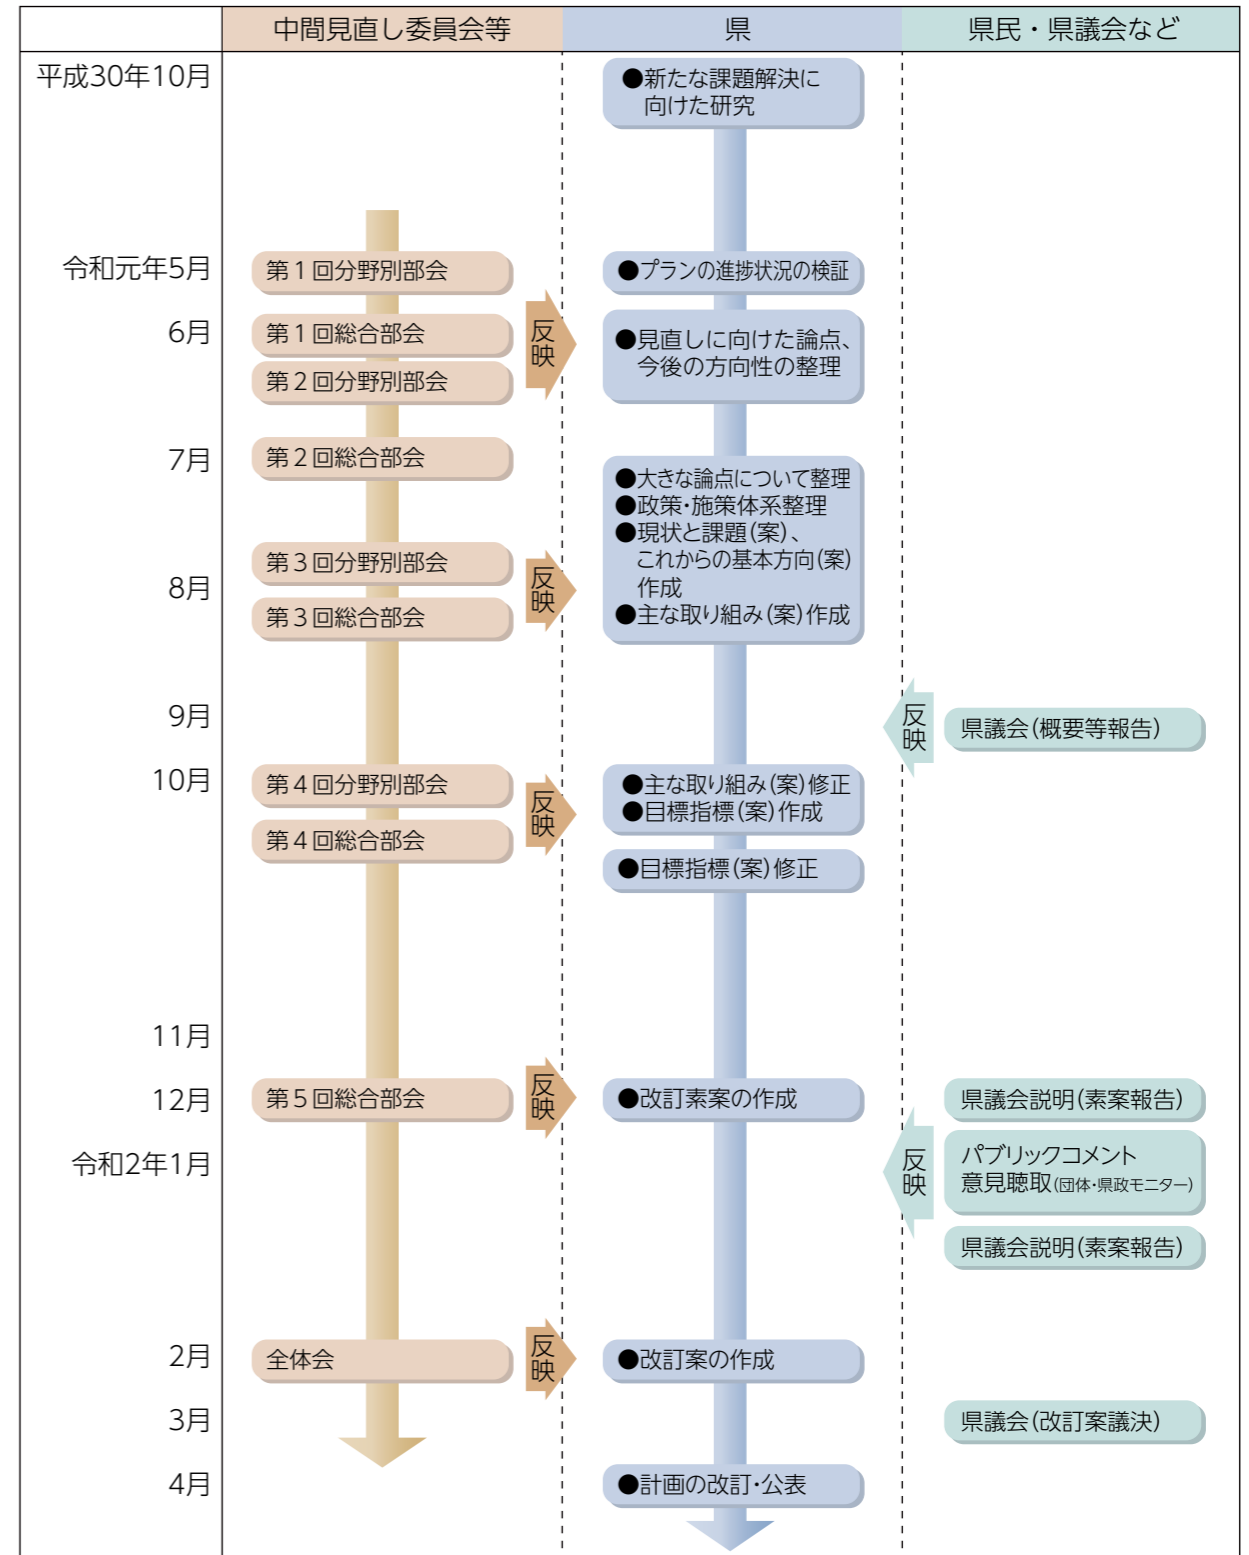 中間見直し委員会等
県
県民・県議会など
平成30年10月
●新たな課題解決に
向けた研究
令和元年5月
第1回分野別部会
●プランの進捗状況の検証
6月
第1回総合部会
第2回分野別部会
反映
●見直しに向けた論点、
今後の方向性の整理
7月
第2回総合部会
●大きな論点について整理
●政策・施策体系整理
●現状と課題(案)、
これからの基本方向(案)
作成
●主な取り組み(案)作成
8月
第3回分野別部会
第3回総合部会
反映
9月
反映
県議会(概要等報告)
10月
第4回分野別部会
第4回総合部会
反映
●主な取り組み(案)修正
●目標指標(案)作成
●目標指標(案)修正
11月
12月
第5回総合部会
反映
●改訂素案の作成
県議会説明(素案報告)
令和2年1月
反映
パブリックコメント
意見聴取(団体・県政モニター)
県議会説明(素案報告)
2月
全体会
反映
●改訂案の作成
3月
県議会(改訂案議決)
4月
●計画の改訂・公表